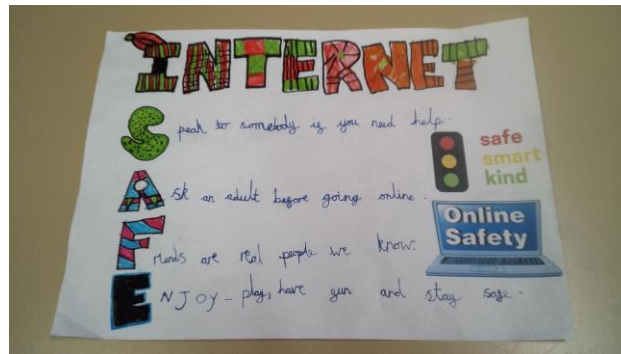 INTERNET
Speak to somebody if you need help.
safe
smart
kind
Ask an adult before going online.
Online
Safety
Friends are real people we know.
ENJOY - play, have fun and stay safe.